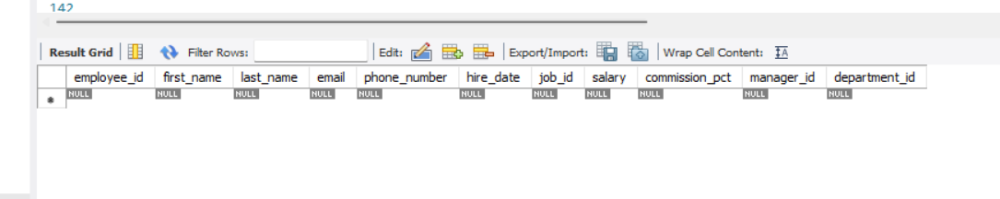 142
Result Grid Filter Rows: Edit: Export/Import: Wrap Cell Content: IA
employee_id first_name last_name email phone_number hire_date job_id salary commission_pct manager_id department_id
NULL NULL NULL NULL NULL NULL NULL NULL NULL NULL NULL